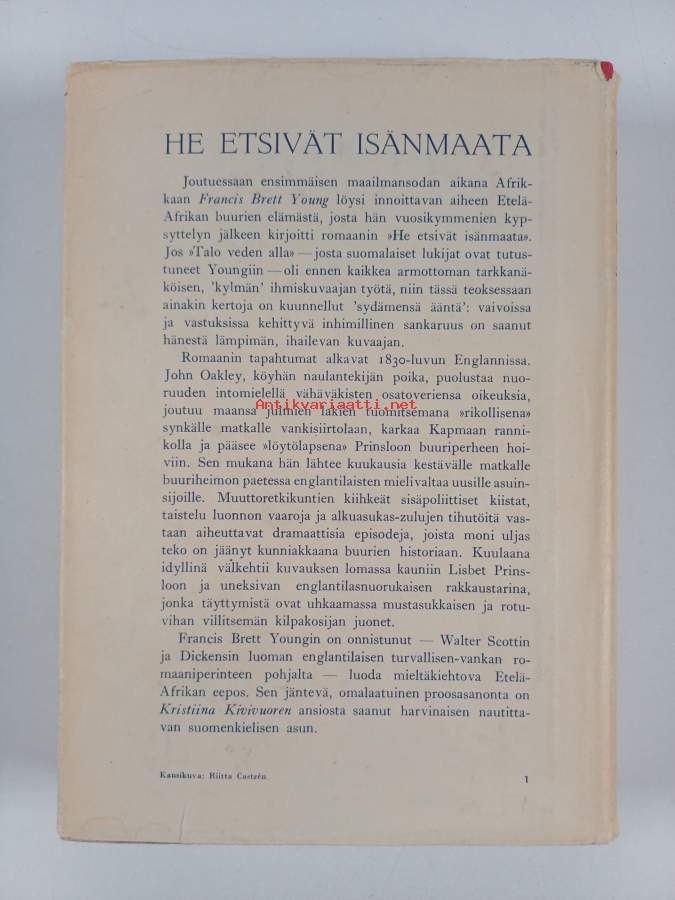 HE ETSIVÄT ISÄNMAATA
Joutuessaan ensimmäisen maailmansodan aikana Afrik-
kaan Francis Brett Young löysi innoittavan aiheen Etelä-
Afrikan buurien elämästä, josta hän vuosikymmenien kyp-
syttelyn jälkeen kirjoitti romaanin »He etsivät isänmaata».
Jos »Talo veden alla» — josta suomalaiset lukijat ovat tutus-
tuneet Youngiin — oli ennen kaikkea armottoman tarkkanä-
köisen, 'kylmän' ihmiskuvaajan työtä, niin tässä teoksessaan
ainakin kertoja on kuunnellut 'sydämensä ääntä': vaivoissa
ja vastuksissa kehittyvä inhimillinen sankaruus on saanut
hänestä lämpimän, ihailevan kuvaajan.
Romaanin tapahtumat alkavat 1830-luvun Englannissa.
John Oakley, köyhän naulantekijän poika, puolustaa nuo-
ruuden intomielellä vähäväkisten osatoveriensa oikeuksia,
Antikvariaatti.net
joutuu maansa julmien lakien tuomitsemana »rikollisena»
synkälle matkalle vankisiirtolaan, karkaa Kapmaan ranni-
kolla ja pääsee »löytölapsena» Prinsloon buuriperheen hoi-
viin. Sen mukana hän lähtee kuukausia kestävälle matkalle
buuriheimon paetessa englantilaisten mielivaltaa uusille asuin-
sijoille. Muuttoretkikuntien kiihkeät sisäpoliittiset kiistat,
taistelu luonnon vaaroja ja alkuasukas-zulujen tihutöitä vas-
taan aiheuttavat dramaattisia episodeja, joista moni uljas
teko on jäänyt kunniakkaana buurien historiaan. Kuulaana
idyllinä välkehtii kuvauksen lomassa kauniin Lisbet Prins-
loon ja uneksivan englantilasnuorukaisen rakkaustarina,
jonka täyttymistä ovat uhkaamassa mustasukkaisen ja rotu-
vihan villitsemän kilpakosijan juonet.
Francis Brett Youngin on onnistunut — Walter Scottin
ja Dickensin luoman englantilaisen turvallisen-vankan ro-
maaniperinteen pohjalta — luoda mieltäkiehtova Etelä-
Afrikan eepos. Sen jäntevä, omalaatuinen proosasanonta on
Kristiina Kivivuoren ansiosta saanut harvinaisen nautitta-
van suomenkielisen asun.
Kansikuva: Riitta Castrén
1